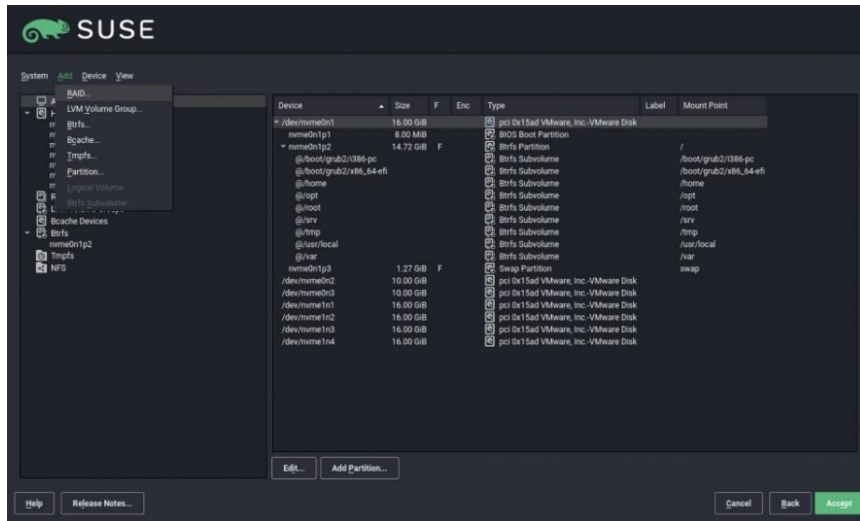 SUSE
System Add Device View
RAID...
LVM Volume Group...
Btrfs...
Bcache...
Tmpfs...
Partition...
Logical Volume...
Btrfs Subvolume...
Bcache Devices
Btrfs
nvme0n1p2
Tmpfs
NFS
Device Size F Enc Type Label Mount Point
/dev/nvme0n1 16.00 GiB pci 0x15ad VMware, Inc.-VMware Disk
nvme0n1p1 8.00 MiB BIOS Boot Partition
nvme0n1p2 14.72 GiB F Btrfs Partition /
@/boot/grub2/i386-pc Btrfs Subvolume /boot/grub2/i386-pc
@/boot/grub2/x86_64-efi Btrfs Subvolume /boot/grub2/x86_64-efi
@/home Btrfs Subvolume /home
@/opt Btrfs Subvolume /opt
@/root Btrfs Subvolume /root
@/srv Btrfs Subvolume /srv
@/tmp Btrfs Subvolume /tmp
@/usr/local Btrfs Subvolume /usr/local
@/var Btrfs Subvolume /var
nvme0n1p3 1.27 GiB F Swap Partition swap
/dev/nvme0n2 10.00 GiB pci 0x15ad VMware, Inc.-VMware Disk
/dev/nvme0n3 10.00 GiB pci 0x15ad VMware, Inc.-VMware Disk
/dev/nvme1n1 16.00 GiB pci 0x15ad VMware, Inc.-VMware Disk
/dev/nvme1n2 16.00 GiB pci 0x15ad VMware, Inc.-VMware Disk
/dev/nvme1n3 16.00 GiB pci 0x15ad VMware, Inc.-VMware Disk
/dev/nvme1n4 16.00 GiB pci 0x15ad VMware, Inc.-VMware Disk
Edit... Add Partition...
Help Release Notes... Cancel Back Accept